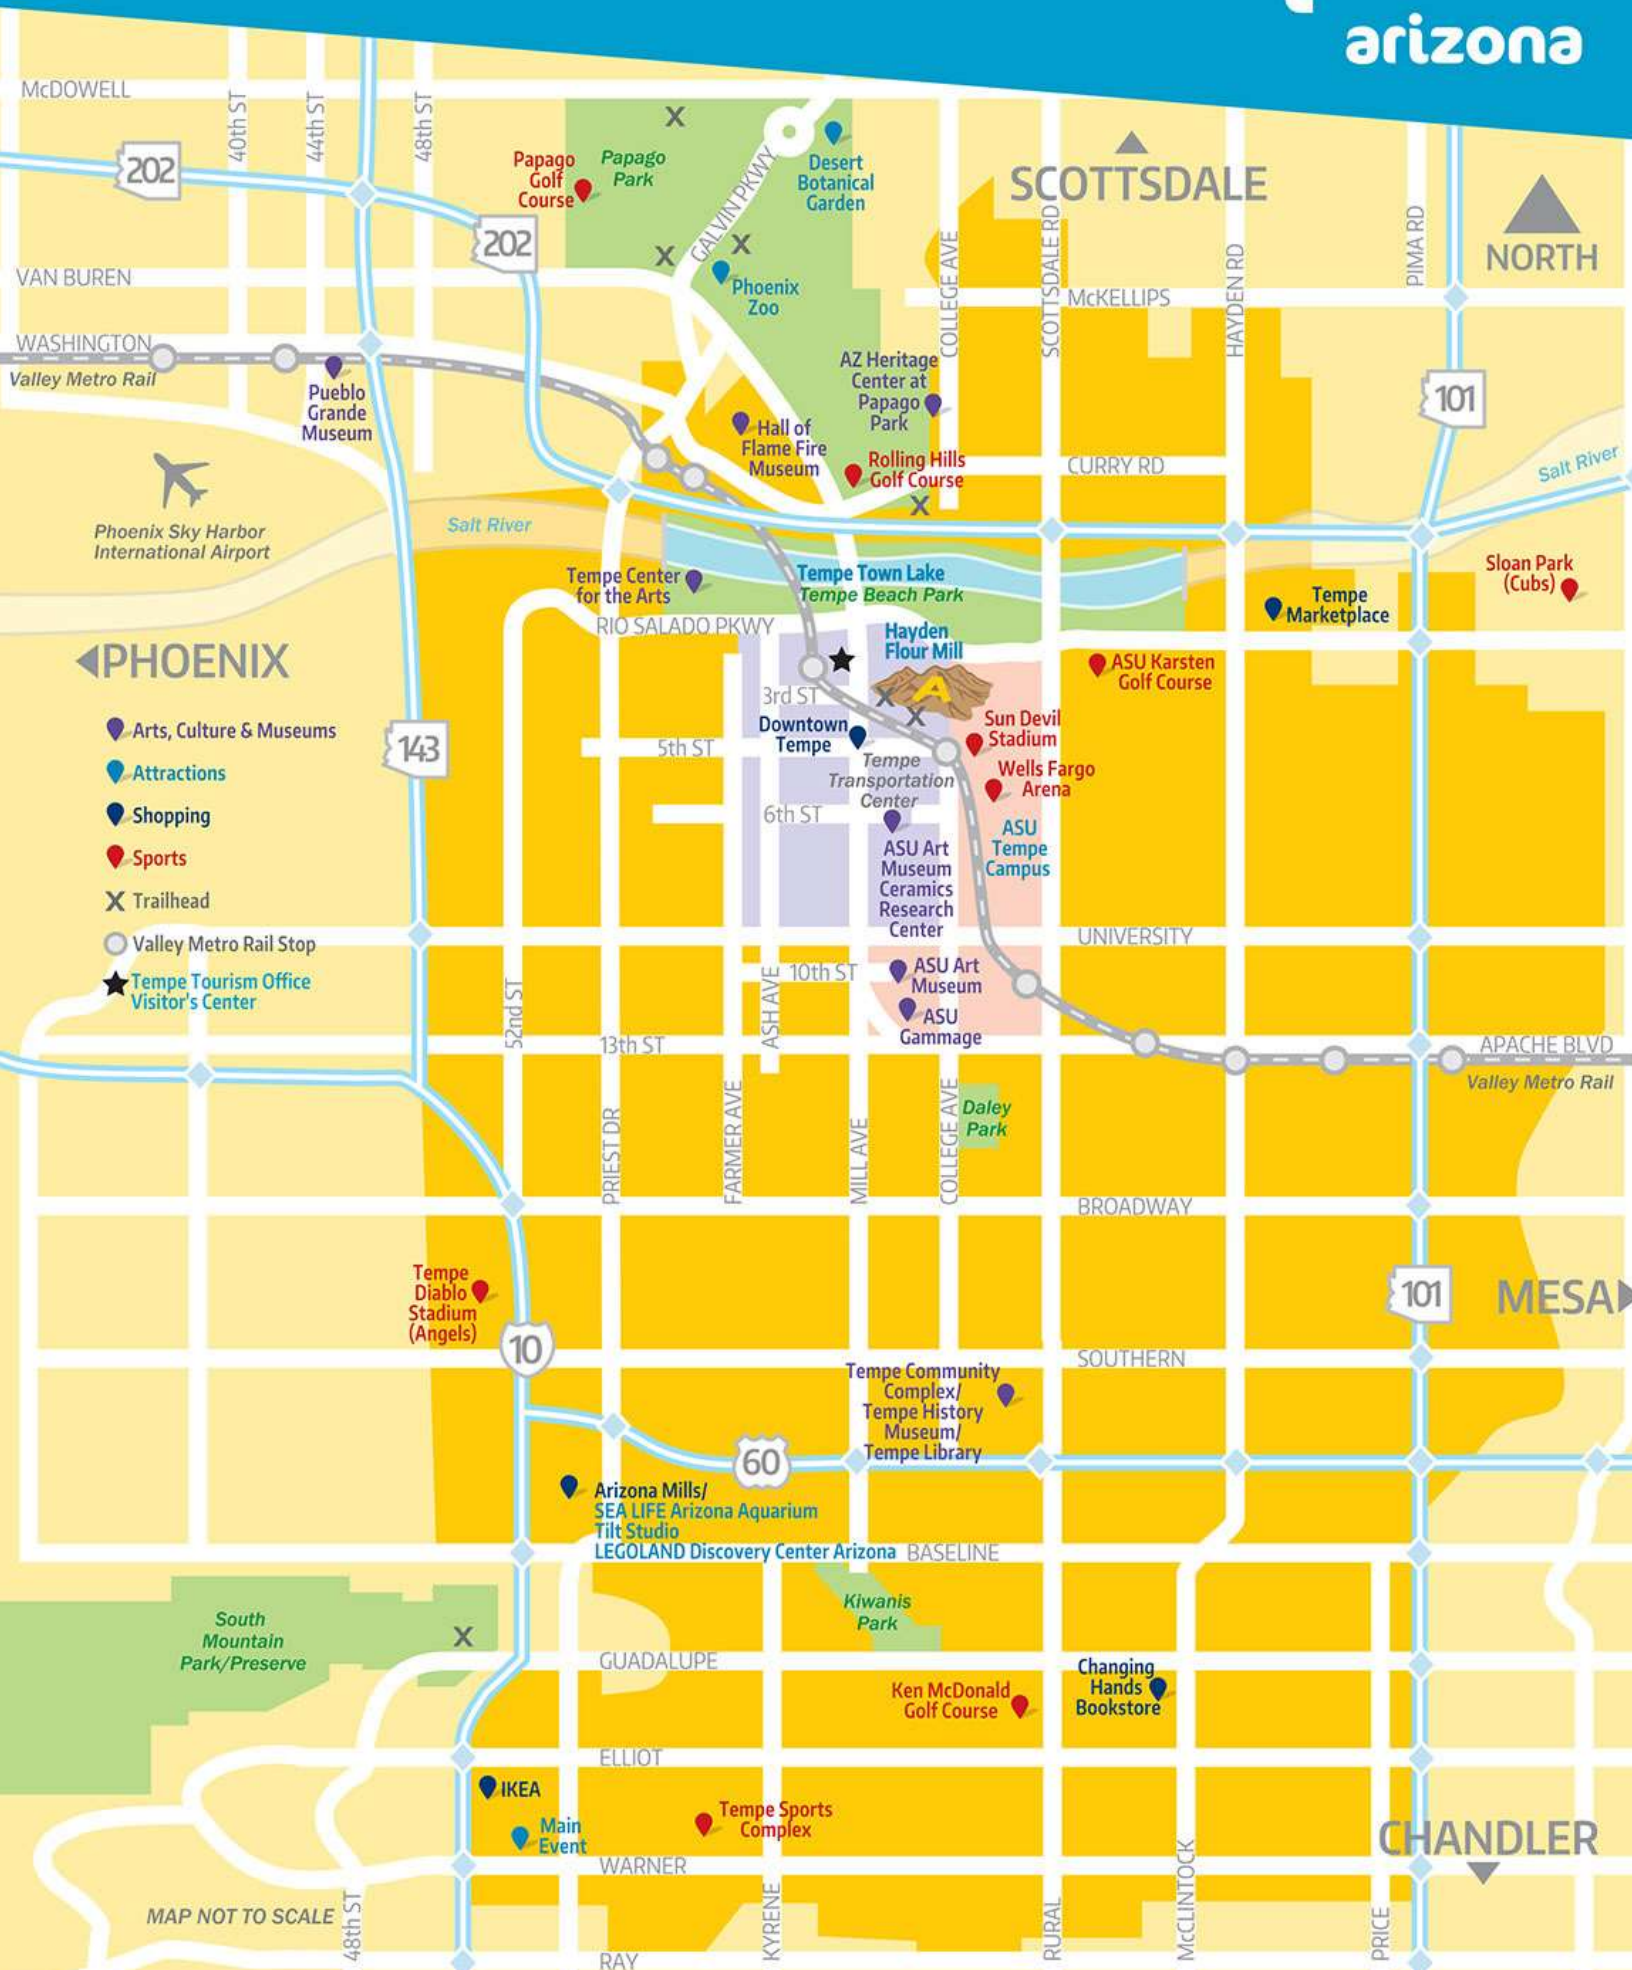 arizona
McDOWELL
40th ST
44th ST
48th ST
202
Papago
Golf
Course
Papago
Park
GALVIN PKWY
Desert
Botanical
Garden
SCOTTSDALE
NORTH
202
VAN BUREN
Phoenix
Zoo
COLLEGE AVE
SCOTTSDALE RD
HAYDEN RD
PIMA RD
McKELLIPS
WASHINGTON
Valley Metro Rail
Pueblo
Grande
Museum
AZ Heritage
Center at
Papago
Park
101
Hall of
Flame Fire
Museum
Rolling Hills
Golf Course
CURRY RD
Salt River
Phoenix Sky Harbor
International Airport
Salt River
Tempe Center
for the Arts
Tempe Town Lake
Tempe Beach Park
Tempe
Marketplace
Sloan Park
(Cubs)
RIO SALADO PKWY
Hayden
Flour Mill
PHOENIX
ASU Karsten
Golf Course
A
3rd ST
Downtown
Tempe
5th ST
Sun Devil
Stadium
Tempe
Transportation
Center
Wells Fargo
Arena
143
Arts, Culture & Museums
Attractions
Shopping
Sports
X Trailhead
Valley Metro Rail Stop
Tempe Tourism Office
Visitor's Center
6th ST
ASU Art
Museum
Ceramics
Research
Center
ASU
Tempe
Campus
UNIVERSITY
10th ST
ASU Art
Museum
ASU
Gammage
52nd ST
ASH AVE
13th ST
APACHE BLVD
Valley Metro Rail
PRIEST DR
FARMER AVE
MILL AVE
COLLEGE AVE
Daley
Park
BROADWAY
Tempe
Diablo
Stadium
(Angels)
101
MESA
10
SOUTHERN
Tempe Community
Complex/
Tempe History
Museum/
Tempe Library
60
Arizona Mills/
SEA LIFE Arizona Aquarium
Tilt Studio
LEGOLAND Discovery Center Arizona
BASELINE
Kiwanis
Park
South
Mountain
Park/Preserve
X
GUADALUPE
Ken McDonald
Golf Course
Changing
Hands
Bookstore
ELLIOT
IKEA
Main
Event
Tempe Sports
Complex
CHANDLER
WARNER
MAP NOT TO SCALE
48th ST
KYRENE
RURAL
McCLINTOCK
PRICE
RAY